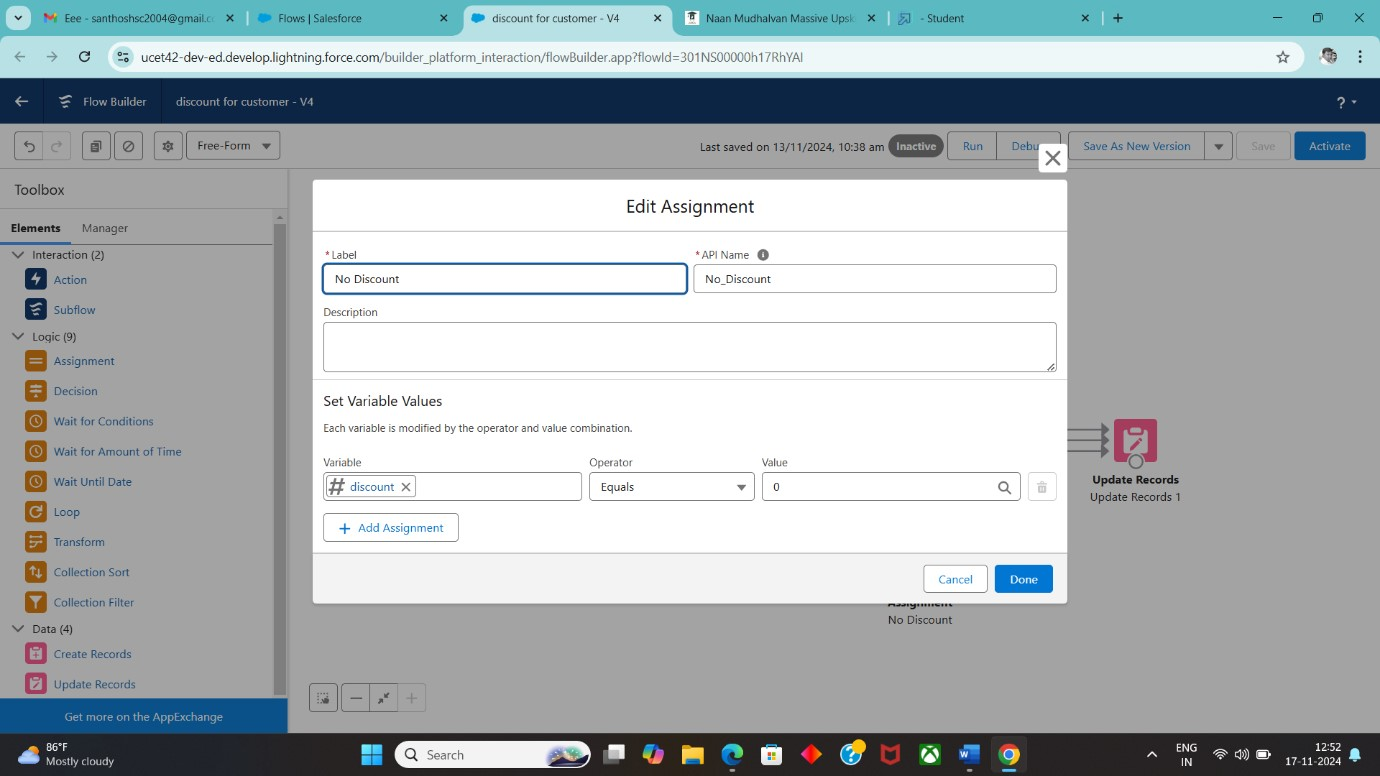 Eee - santhoshsc2004@gmail.c
Flows | Salesforce
discount for customer - V4
Naan Mudhalvan Massive Upsk
- Student
ucet42-dev-ed.develop.lightning.force.com/builder_platform_interaction/flowBuilder.app?flowId=301NS00000h17RhYAI
Flow Builder
discount for customer - V4
?
Free-Form
Last saved on 13/11/2024, 10:38 am
Inactive
Run
Debu
Save As New Version
Save
Activate
Toolbox
Elements
Manager
Interaction (2)
Action
Subflow
Logic (9)
Assignment
Decision
Wait for Conditions
Wait for Amount of Time
Wait Until Date
Loop
Transform
Collection Sort
Collection Filter
Data (4)
Create Records
Update Records
Get more on the AppExchange
Edit Assignment
* Label
* API Name
No Discount
No_Discount
Description
Set Variable Values
Each variable is modified by the operator and value combination.
Variable
Operator
Value
discount
Equals
0
Add Assignment
Cancel
Done
Update Records
Update Records 1
Assignment
No Discount
86°F
Mostly cloudy
Search
ENG
IN
12:52
17-11-2024